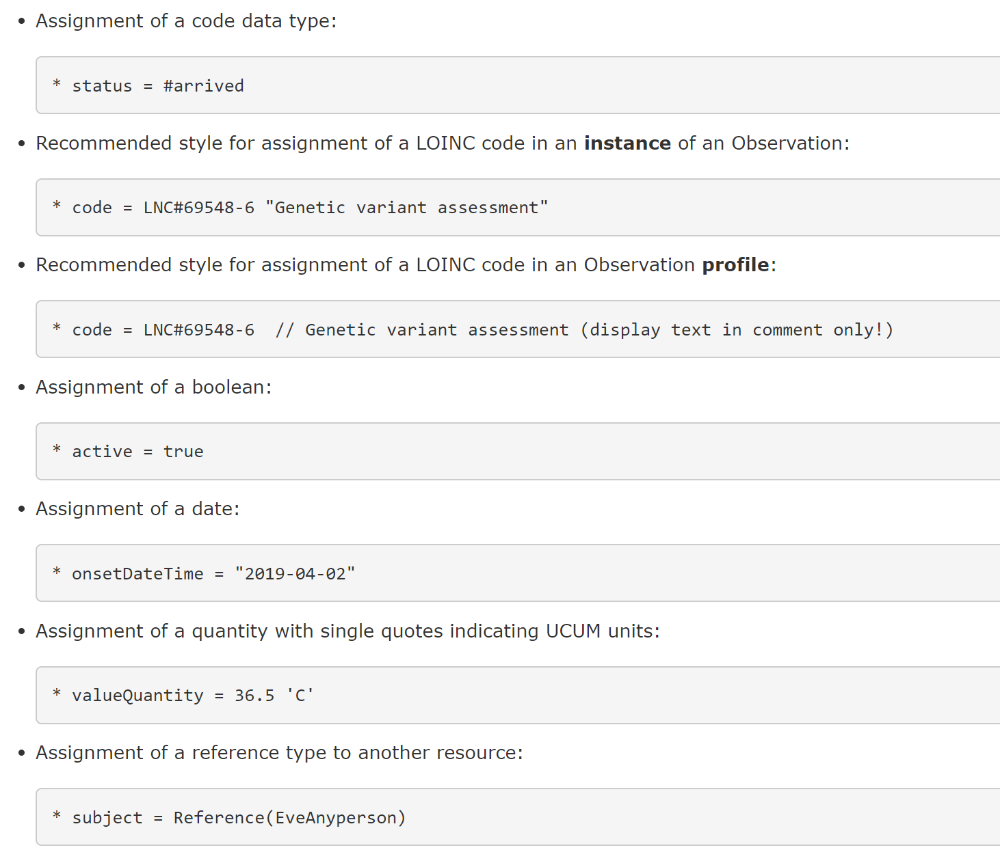 • Assignment of a code data type:
* status = #arrived
• Recommended style for assignment of a LOINC code in an instance of an Observation:
* code = LNC#69548-6 "Genetic variant assessment"
• Recommended style for assignment of a LOINC code in an Observation profile:
* code = LNC#69548-6  // Genetic variant assessment (display text in comment only!)
• Assignment of a boolean:
* active = true
• Assignment of a date:
* onsetDateTime = "2019-04-02"
• Assignment of a quantity with single quotes indicating UCUM units:
* valueQuantity = 36.5 'C'
• Assignment of a reference type to another resource:
* subject = Reference(EveAnyperson)